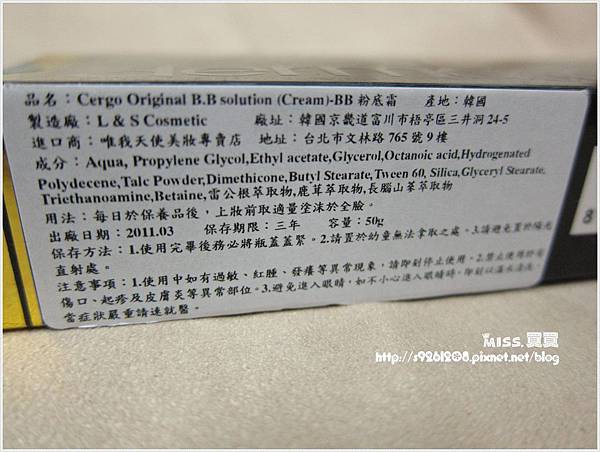 品名：Cergo Original B.B solution (Cream)-BB 粉底霜　產地：韓國
製造廠：L & S Cosmetic　廠址：韓國京畿道富川市梧亭區三井洞 24-5
進口商：唯我天使美妝專賣店　地址：台北市文林路 765 號 9 樓
成分：Aqua, Propylene Glycol,Ethyl acetate,Glycerol,Octanoic acid,Hydrogenated
Polydecene,Talc Powder,Dimethicone,Butyl Stearate,Tween 60, Silica,Glyceryl Stearate,
Triethanoamine,Betaine,雷公根萃取物,鹿茸萃取物,長腦山蔘萃取物
用法：每日於保養品後，上妝前取適量塗沫於全臉。
出廠日期：2011.03　保存期限：三年　容量：50g
保存方法：1.使用完畢後務必將瓶蓋蓋緊。2.請置於幼童無法拿取之處。3.請避免置於陽光
直射處。
注意事項：1.使用中如有過敏、紅腫、發癢等異常現象，請即刻停止使用。2.禁止使用於有
傷口、起疹及皮膚炎等異常部位。3.避免進入眼睛，如不小心進入眼睛時，即刻以溫水清洗，
當症狀嚴重請速就醫。
8
MISS.買買
http://s9261208.pixnet.net/blog